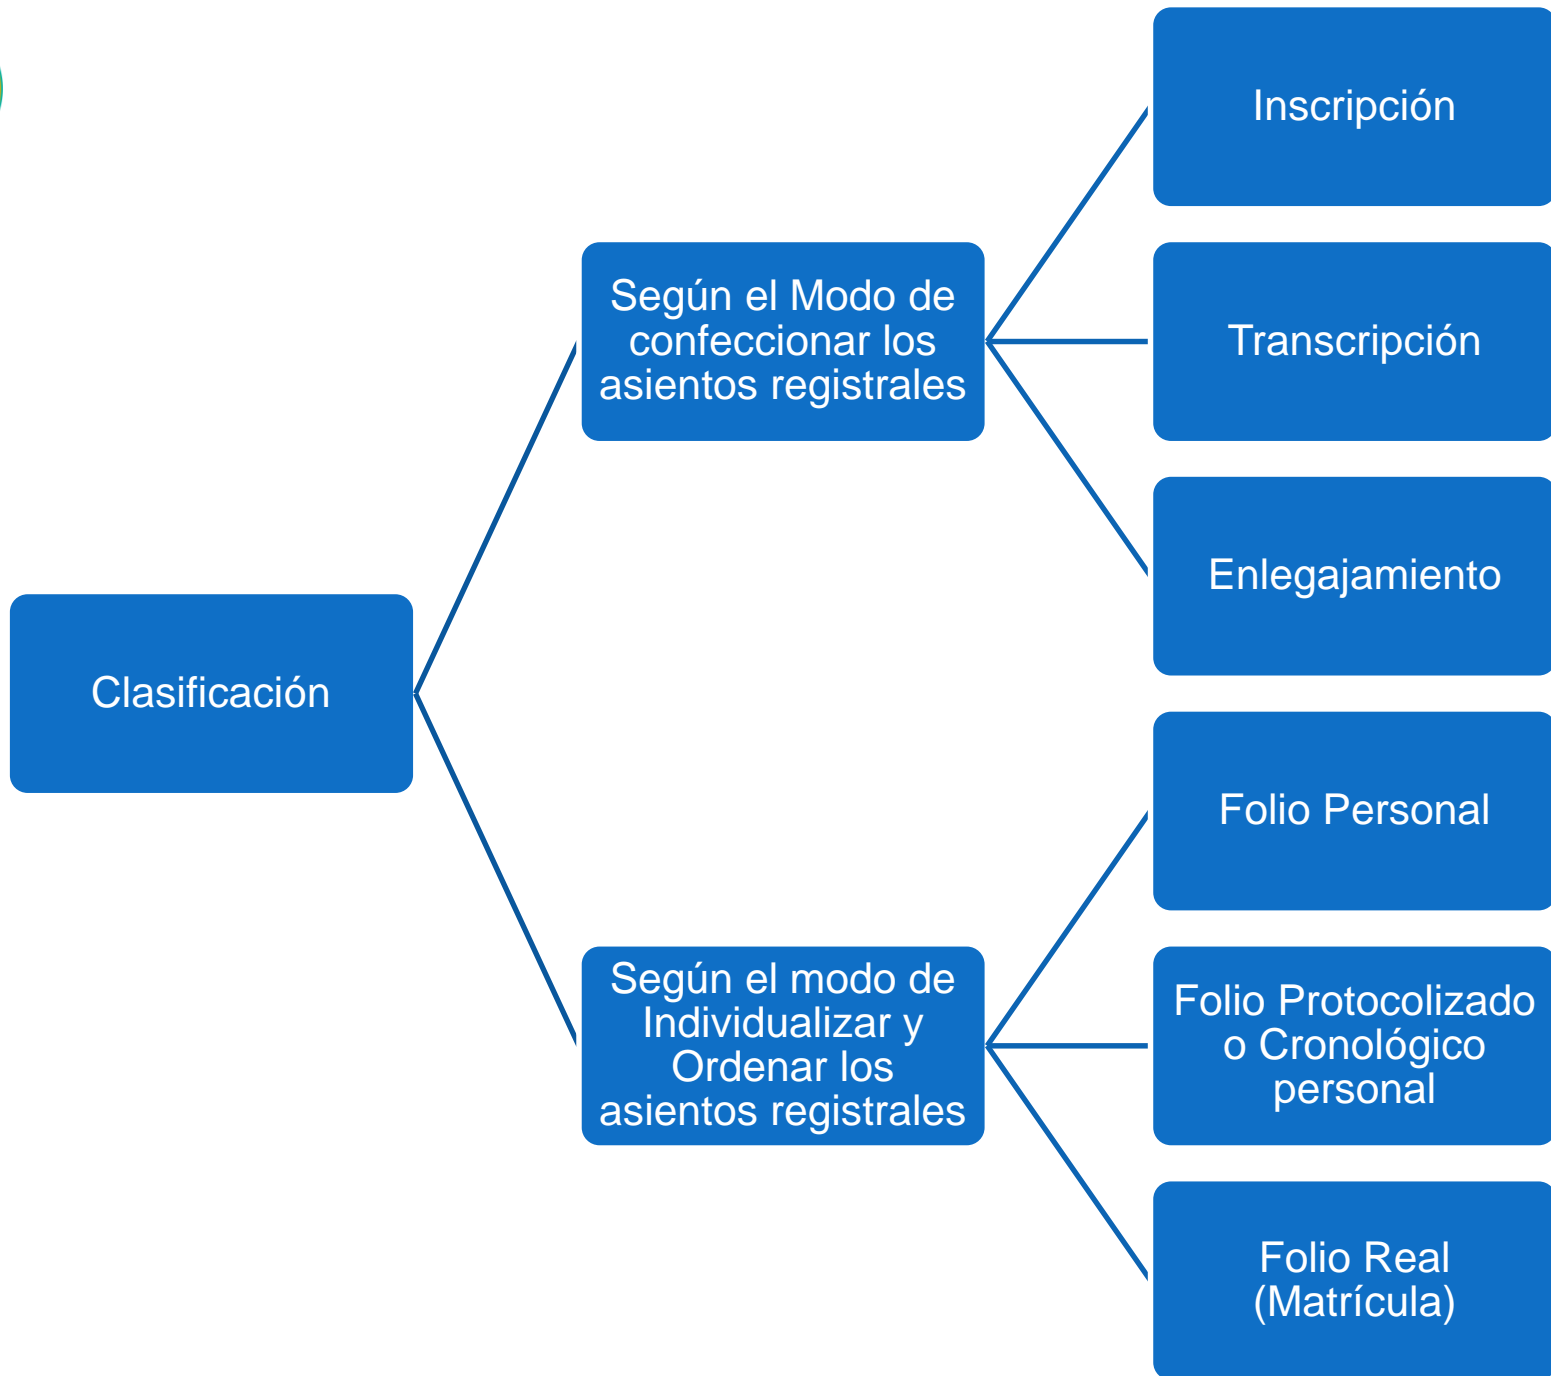 Clasificación
Según el Modo de
confeccionar los
asientos registrales
Inscripción
Transcripción
Enlegajamiento
Según el modo de
Individualizar y
Ordenar los
asientos registrales
Folio Personal
Folio Protocolizado
o Cronológico
personal
Folio Real
(Matrícula)